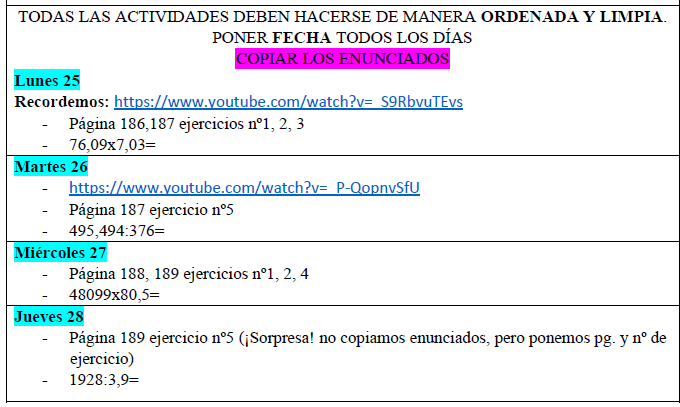 TODAS LAS ACTIVIDADES DEBEN HACERSE DE MANERA ORDENADA Y LIMPIA.
PONER FECHA TODOS LOS DÍAS
COPIAR LOS ENUNCIADOS
Lunes 25
Recordemos: https://www.youtube.com/watch?v=_S9RbvuTEvs
- Página 186,187 ejercicios nº1, 2, 3
- 76,09x7,03=
Martes 26
- https://www.youtube.com/watch?v=_P-QopnvSfU
- Página 187 ejercicio nº5
- 495,494:376=
Miércoles 27
- Página 188, 189 ejercicios nº1, 2, 4
- 48099x80,5=
Jueves 28
- Página 189 ejercicio nº5 (¡Sorpresa! no copiamos enunciados, pero ponemos pg. y nº de
ejercicio)
- 1928:3,9=